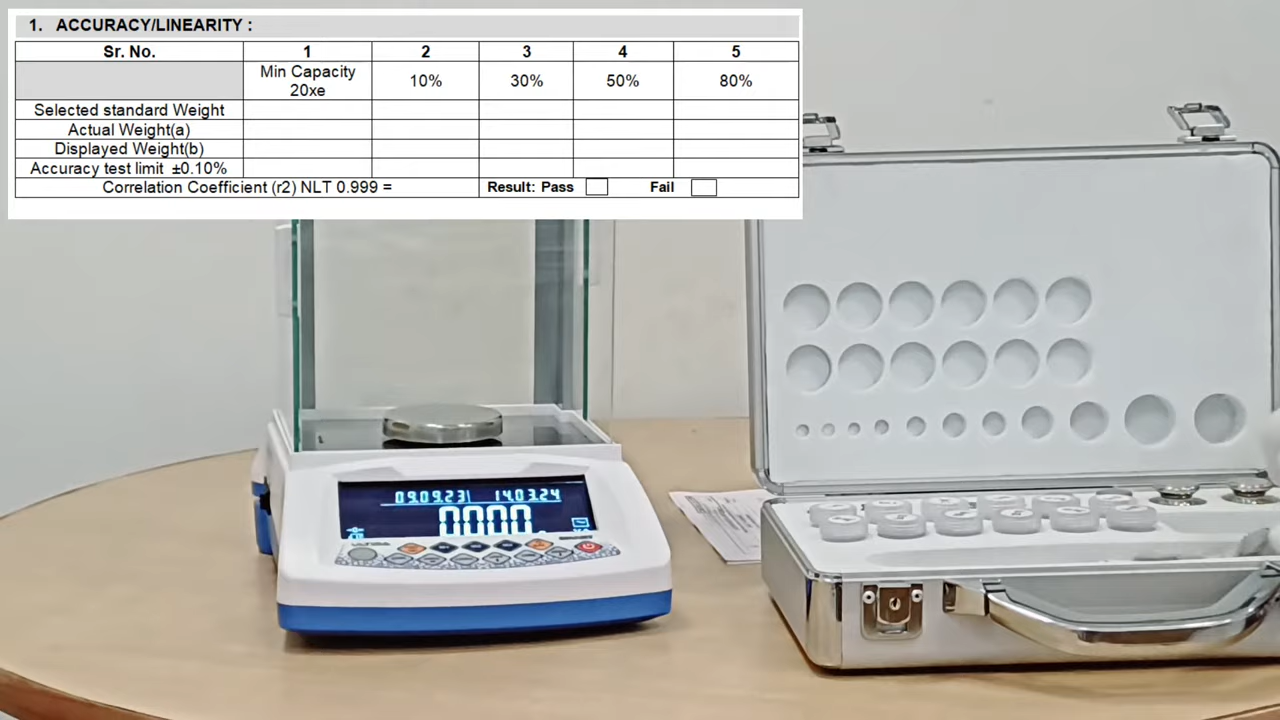 1. ACCURACY/LINEARITY :
Sr. No. 1 2 3 4 5
Min Capacity 20xe 10% 30% 50% 80%
Selected standard Weight
Actual Weight(a)
Displayed Weight(b)
Accuracy test limit ±0.10%
Correlation Coefficient (r2) NLT 0.999 = Result: Pass Fail
09.09.23 14.03.24